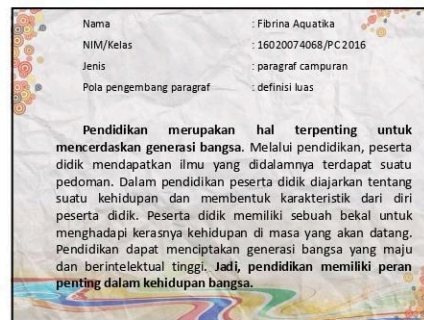 Nama : Fibrina Aquatika
NIM/Kelas : 16020074068/PC2016
Jenis : paragraf campuran
Pola pengembang paragraf : definisi luas
Pendidikan merupakan hal terpenting untuk
mencerdaskan generasi bangsa. Melalui pendidikan, peserta
didik mendapatkan ilmu yang didalamnya terdapat suatu
pedoman. Dalam pendidikan peserta didik diajarkan tentang
suatu kehidupan dan membentuk karakteristik dari diri
peserta didik. Peserta didik memiliki sebuah bekal untuk
menghadapi kerasnya kehidupan di masa yang akan datang.
Pendidikan dapat menciptakan generasi bangsa yang maju
dan berintelektual tinggi. Jadi, pendidikan memiliki peran
penting dalam kehidupan bangsa.